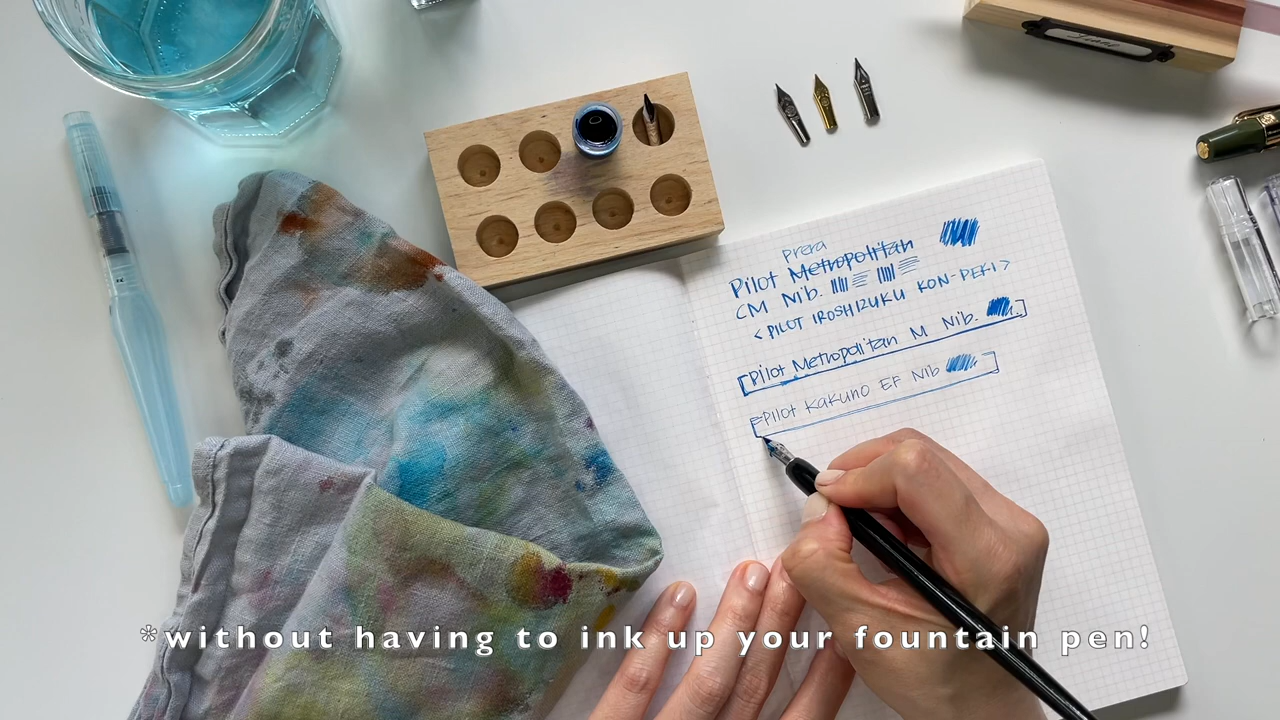 Prera
Pilot Metropolitan
CM Nib.
<PILOT IROSHIZUKU KON-PEKI>
Pilot Metropolitan M Nib.
Pilot Kakuno EF Nib
*without having to ink up your fountain pen!